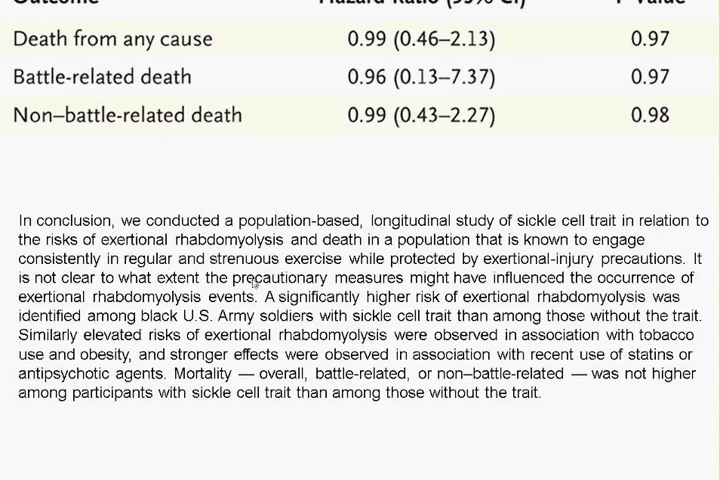 Outcome Hazard Ratio (95% CI) P Value
Death from any cause 0.99 (0.46–2.13) 0.97
Battle-related death 0.96 (0.13–7.37) 0.97
Non–battle-related death 0.99 (0.43–2.27) 0.98
In conclusion, we conducted a population-based, longitudinal study of sickle cell trait in relation to
the risks of exertional rhabdomyolysis and death in a population that is known to engage
consistently in regular and strenuous exercise while protected by exertional-injury precautions. It
is not clear to what extent the precautionary measures might have influenced the occurrence of
exertional rhabdomyolysis events. A significantly higher risk of exertional rhabdomyolysis was
identified among black U.S. Army soldiers with sickle cell trait than among those without the trait.
Similarly elevated risks of exertional rhabdomyolysis were observed in association with tobacco
use and obesity, and stronger effects were observed in association with recent use of statins or
antipsychotic agents. Mortality — overall, battle-related, or non–battle-related — was not higher
among participants with sickle cell trait than among those without the trait.